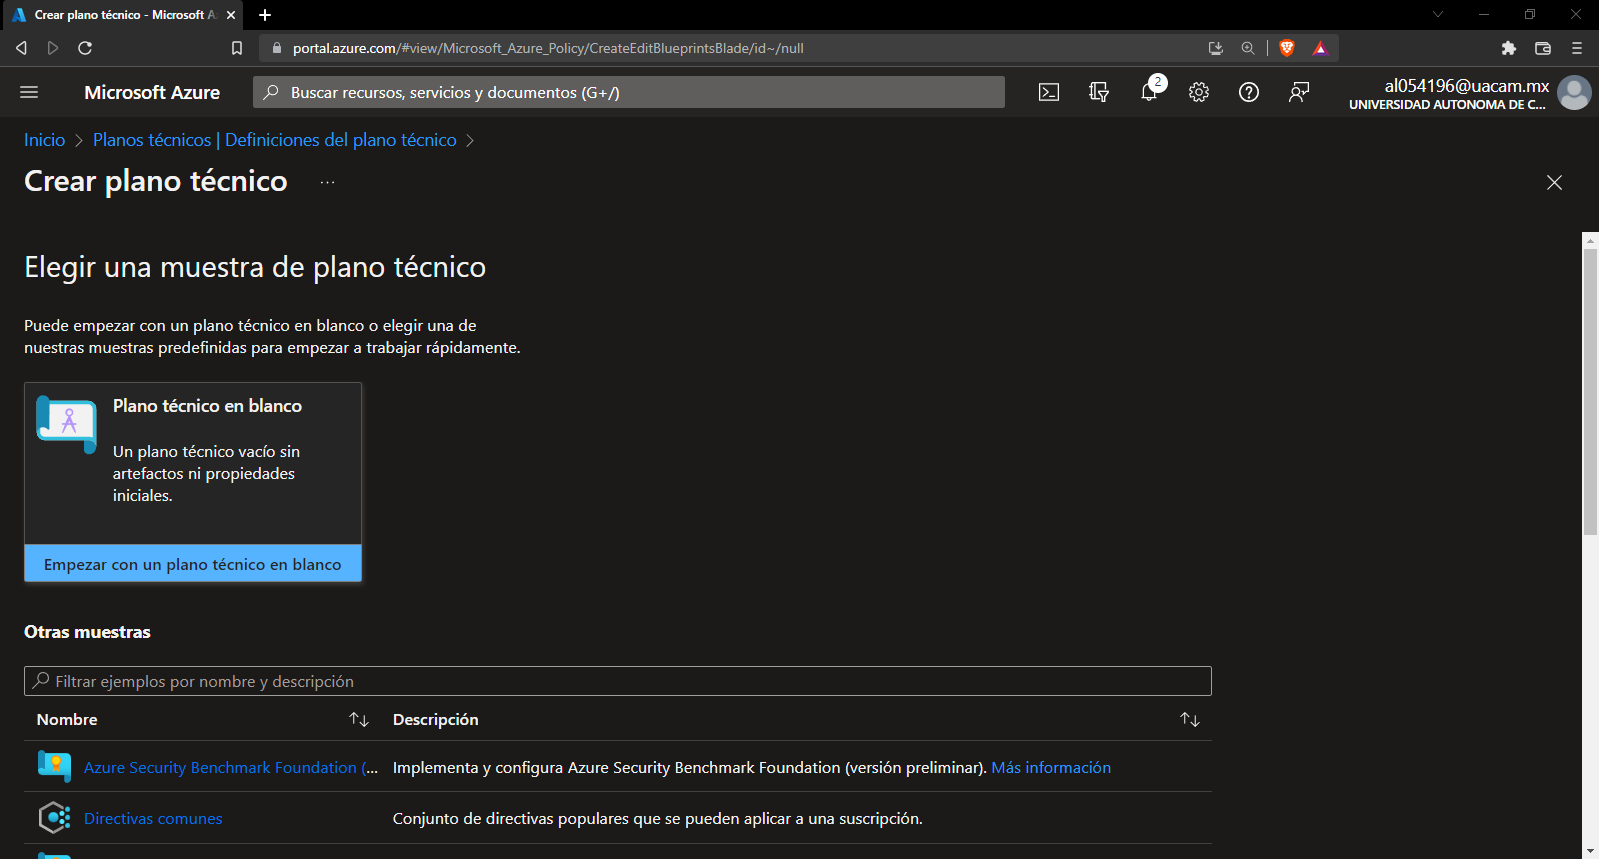 Crear plano técnico - Microsoft A
portal.azure.com/#view/Microsoft_Azure_Policy/CreateEditBlueprintsBlade/id~/null
Microsoft Azure
Buscar recursos, servicios y documentos (G+/)
2
al054196@uacam.mx
UNIVERSIDAD AUTONOMA DE C...
Inicio > Planos técnicos | Definiciones del plano técnico >
Crear plano técnico ...
Elegir una muestra de plano técnico
Puede empezar con un plano técnico en blanco o elegir una de
nuestras muestras predefinidas para empezar a trabajar rápidamente.
Plano técnico en blanco
Un plano técnico vacío sin
artefactos ni propiedades
iniciales.
Empezar con un plano técnico en blanco
Otras muestras
Filtrar ejemplos por nombre y descripción
Nombre Descripción
Azure Security Benchmark Foundation (... Implementa y configura Azure Security Benchmark Foundation (versión preliminar). Más información
Directivas comunes Conjunto de directivas populares que se pueden aplicar a una suscripción.